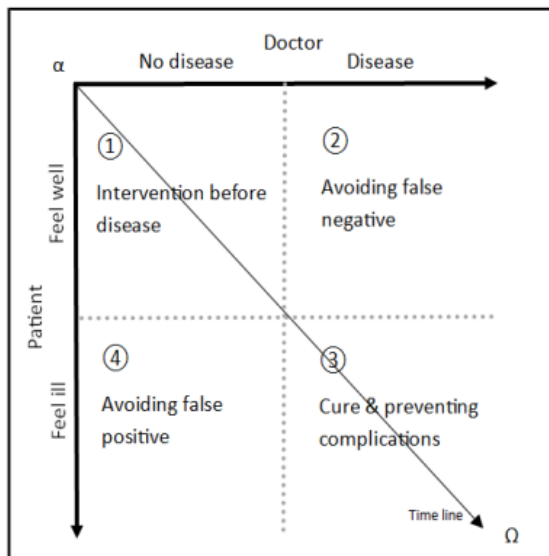 Doctor
α
No disease
Disease
①
②
Feel well
Intervention before
disease
Avoiding false
negative
Patient
④
③
Feel ill
Avoiding false
positive
Cure & preventing
complications
Time line
Ω